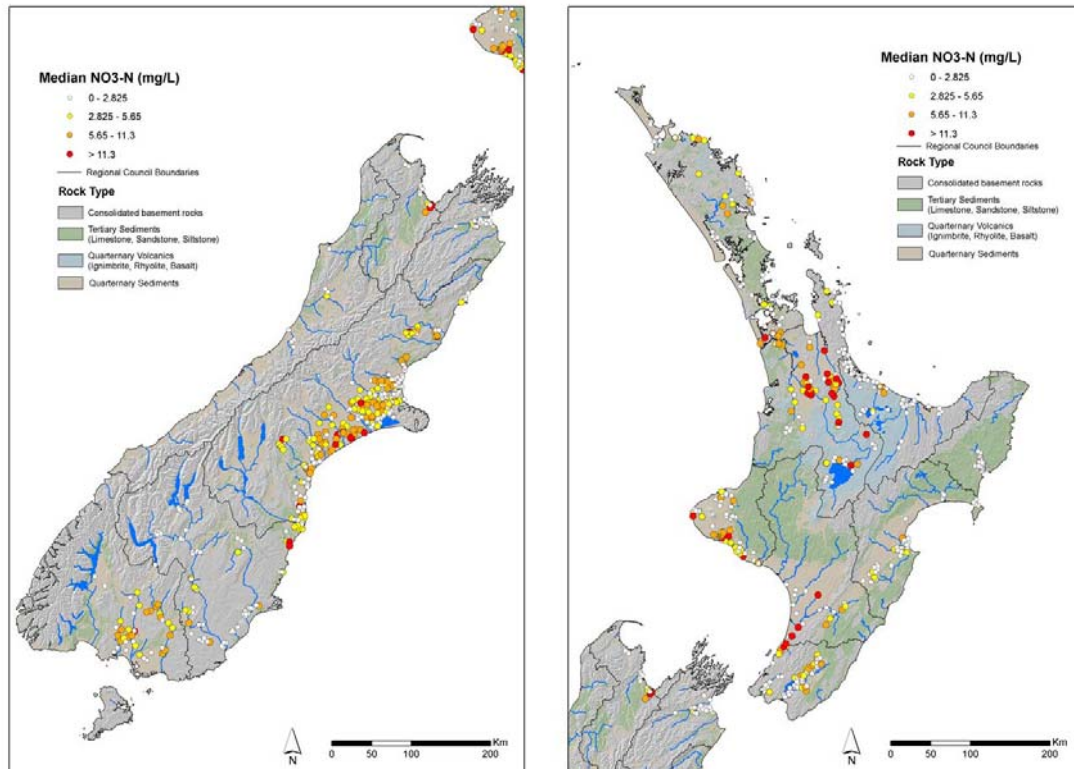 Median NO3-N (mg/L)
0 - 2.825
2.825 - 5.65
5.65 - 11.3
> 11.3
Regional Council Boundaries
Rock Type
Consolidated basement rocks
Tertiary Sediments
(Limestone, Sandstone, Siltstone)
Quarternary Volcanics
(Ignimbrite, Rhyolite, Basalt)
Quarternary Sediments
N
Km
0 50 100 200
Median NO3-N (mg/L)
0 - 2.825
2.825 - 5.65
5.65 - 11.3
> 11.3
Regional Council Boundaries
Rock Type
Consolidated basement rocks
Tertiary Sediments
(Limestone, Sandstone, Siltstone)
Quarternary Volcanics
(Ignimbrite, Rhyolite, Basalt)
Quarternary Sediments
N
Km
0 50 100 200